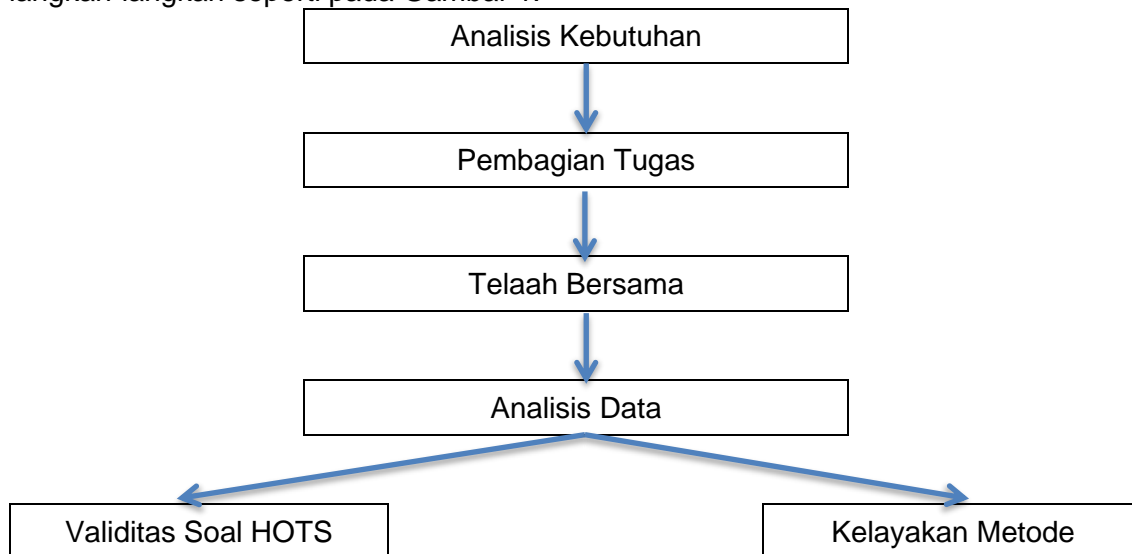 Analisis Kebutuhan
Pembagian Tugas
Telaah Bersama
Analisis Data
Validitas Soal HOTS
Kelayakan Metode